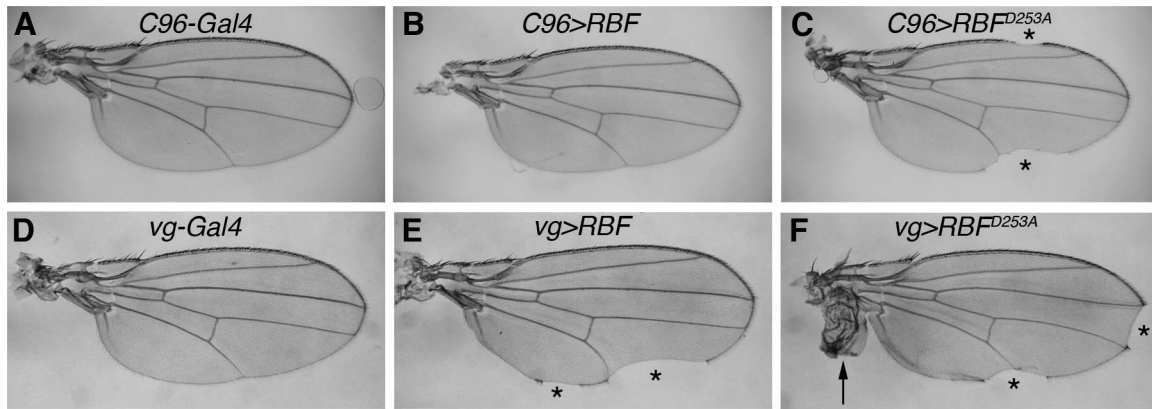 A C96-Gal4
B C96>RBF
C C96>RBF^D253A
*
*
D vg-Gal4
E vg>RBF
* *
F vg>RBF^D253A
*
*